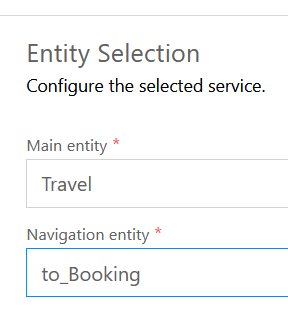 Entity Selection
Configure the selected service.
Main entity *
Travel
Navigation entity *
to_Booking